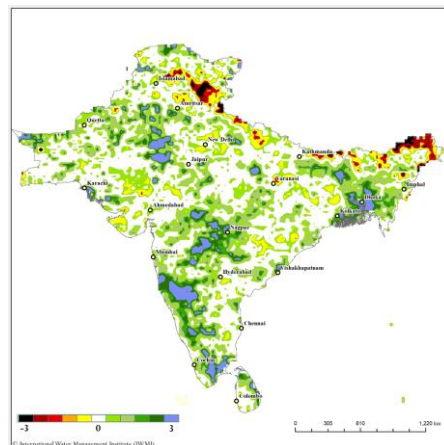 Islamabad
Amritsar
Quetta
New Delhi
Jaipur
Kathmandu
Varanasi
Imphal
Karachi
Dhaka
Ahmedabad
Kolkata
Nagpur
Mumbai
Hyderabad
Vishakhapatnam
Chennai
Cochin
Colombo
-3 0 3
0 305 610 1,220 km
© International Water Management Institute (IWMI)